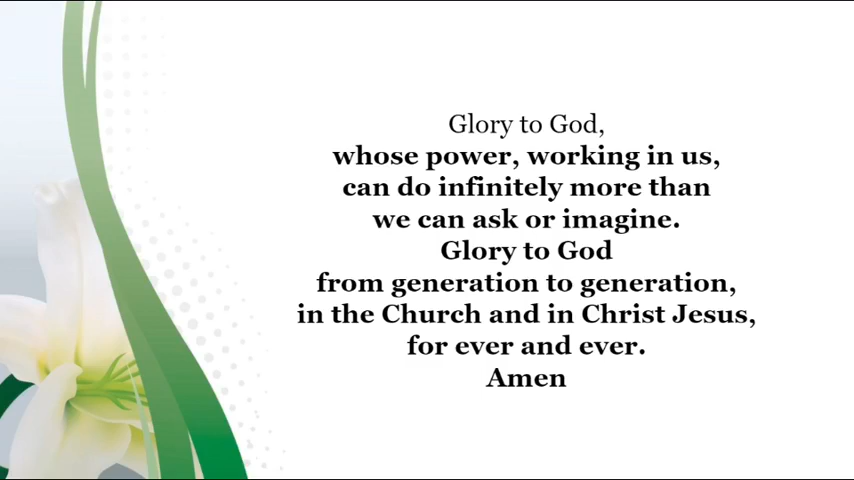 Glory to God,
whose power, working in us,
can do infinitely more than
we can ask or imagine.
Glory to God
from generation to generation,
in the Church and in Christ Jesus,
for ever and ever.
Amen